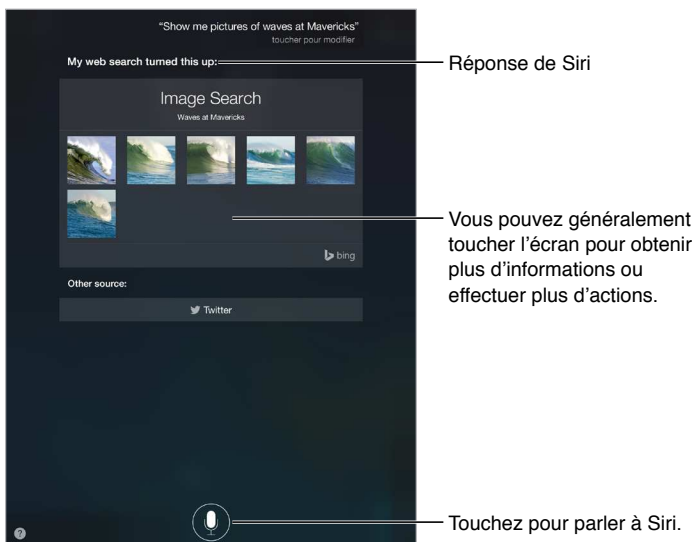 “Show me pictures of waves at Mavericks”
toucher pour modifier
My web search turned this up:
Réponse de Siri
Image Search
Waves at Mavericks
Vous pouvez généralement
toucher l’écran pour obtenir
plus d’informations ou
effectuer plus d’actions.
bing
Other source:
Twitter
Touchez pour parler à Siri.
?